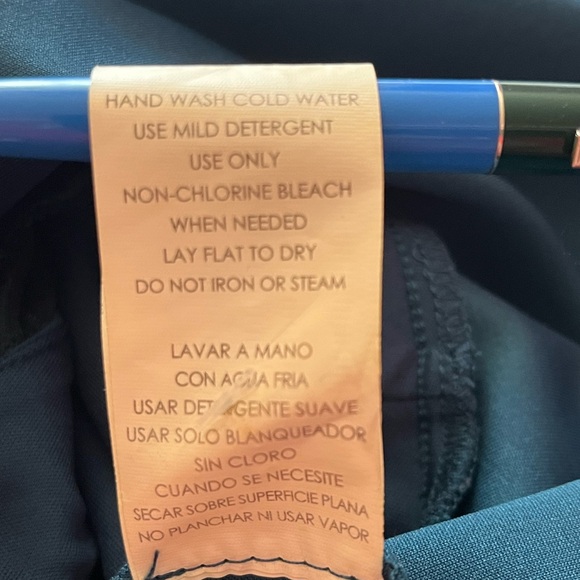 HAND WASH COLD WATER
USE MILD DETERGENT
USE ONLY
NON-CHLORINE BLEACH
WHEN NEEDED
LAY FLAT TO DRY
DO NOT IRON OR STEAM
LAVAR A MANO
CON AGUA FRIA
USAR DETERGENTE SUAVE
USAR SOLO BLANQUEADOR
SIN CLORO
CUANDO SE NECESITE
SECAR SOBRE SUPERFICIE PLANA
NO PLANCHAR NI USAR VAPOR